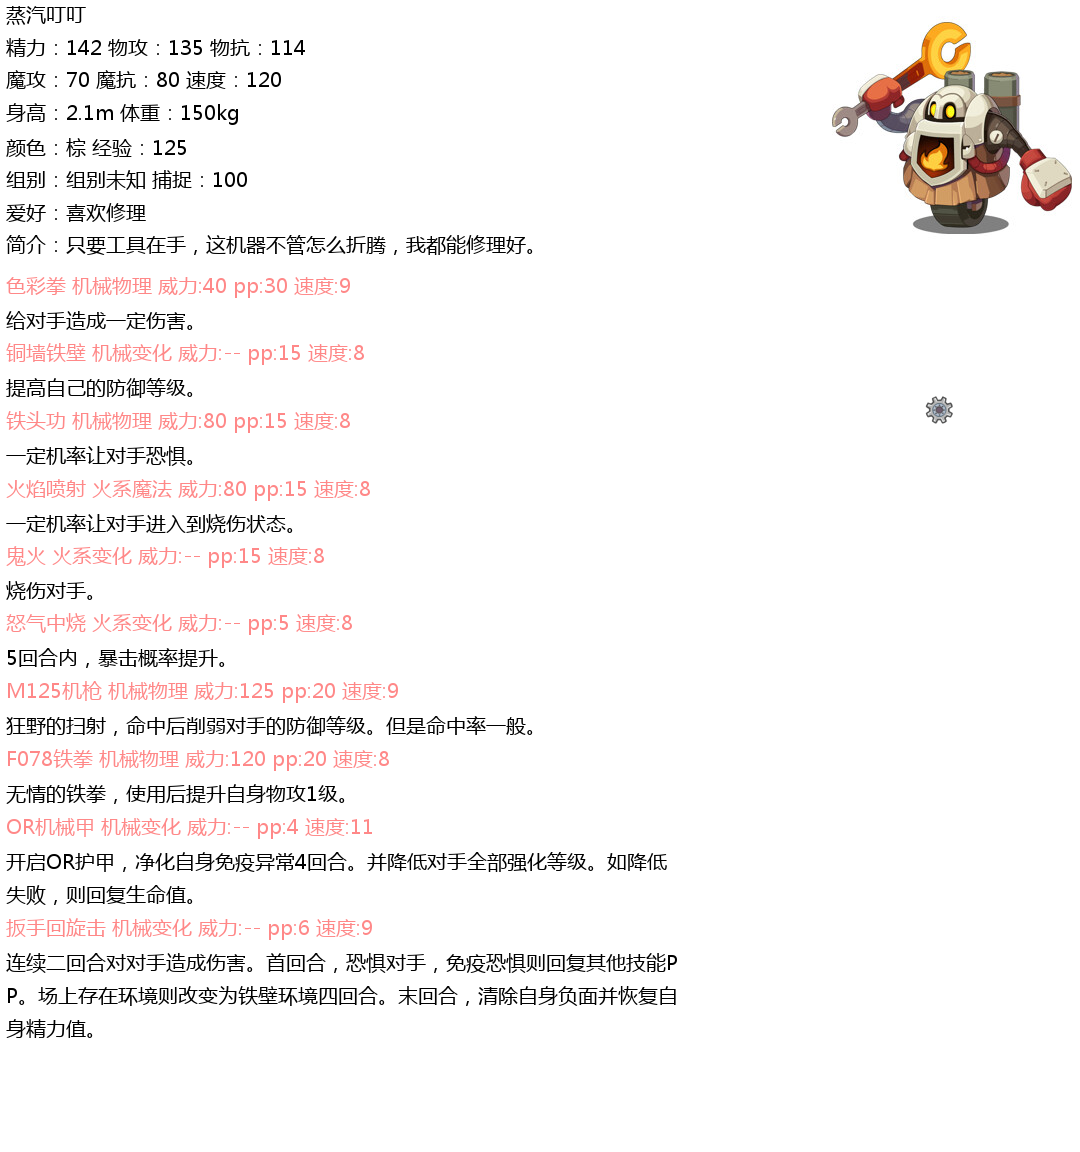 蒸汽叮叮
精力：142 物攻：135 物抗：114
魔攻：70 魔抗：80 速度：120
身高：2.1m 体重：150kg
颜色：棕 经验：125
组别：组别未知 捕捉：100
爱好：喜欢修理
简介：只要工具在手，这机器不管怎么折腾，我都能修理好。
色彩拳 机械物理 威力:40 pp:30 速度:9
给对手造成一定伤害。
铜墙铁壁 机械变化 威力:-- pp:15 速度:8
提高自己的防御等级。
铁头功 机械物理 威力:80 pp:15 速度:8
一定机率让对手恐惧。
火焰喷射 火系魔法 威力:80 pp:15 速度:8
一定机率让对手进入到烧伤状态。
鬼火 火系变化 威力:-- pp:15 速度:8
烧伤对手。
怒气中烧 火系变化 威力:-- pp:5 速度:8
5回合内，暴击概率提升。
M125机枪 机械物理 威力:125 pp:20 速度:9
狂野的扫射，命中后削弱对手的防御等级。但是命中率一般。
F078铁拳 机械物理 威力:120 pp:20 速度:8
无情的铁拳，使用后提升自身物攻1级。
OR机械甲 机械变化 威力:-- pp:4 速度:11
开启OR护甲，净化自身免疫异常4回合。并降低对手全部强化等级。如降低
失败，则回复生命值。
扳手回旋击 机械变化 威力:-- pp:6 速度:9
连续二回合对对手造成伤害。首回合，恐惧对手，免疫恐惧则回复其他技能P
P。场上存在环境则改变为铁壁环境四回合。末回合，清除自身负面并恢复自
身精力值。